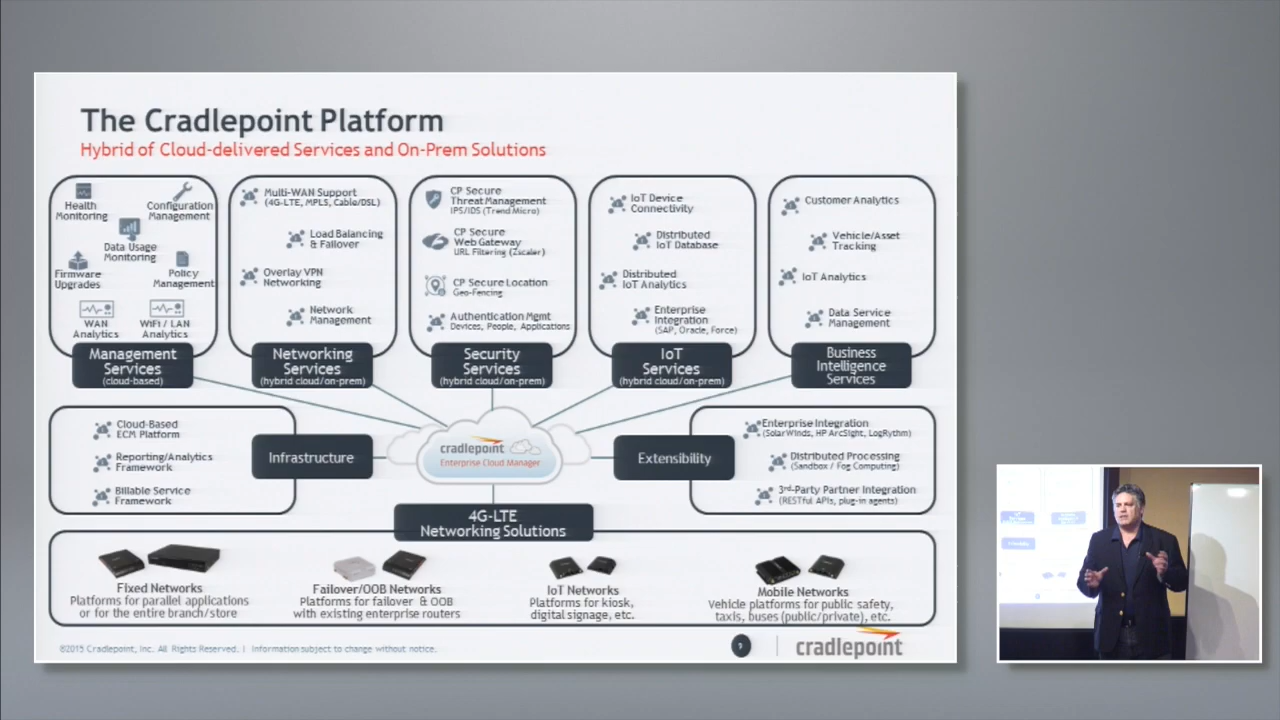 The Cradlepoint Platform
Hybrid of Cloud-delivered Services and On-Prem Solutions
Health
Monitoring
Configuration
Management
Data Usage
Monitoring
Firmware
Upgrades
Policy
Management
WAN
Analytics
WiFi / LAN
Analytics
Management
Services
(cloud-based)
Multi-WAN Support
(4G-LTE, MPLS, Cable/DSL)
Load Balancing
& Failover
Overlay VPN
Networking
Network
Management
Networking
Services
(hybrid cloud/on-prem)
CP Secure
Threat Management
IPS/IDS (Trend Micro)
CP Secure
Web Gateway
URL Filtering (Zscaler)
CP Secure Location
Geo-Fencing
Authentication Mgmt
Devices, People, Applications
Security
Services
(hybrid cloud/on-prem)
IoT Device
Connectivity
Distributed
IoT Database
Distributed
IoT Analytics
Enterprise
Integration
(SAP, Oracle, Force)
IoT
Services
(hybrid cloud/on-prem)
Customer Analytics
Vehicle/Asset
Tracking
IoT Analytics
Data Service
Management
Business
Intelligence
Services
Cloud-Based
ECM Platform
Reporting/Analytics
Framework
Billable Service
Framework
Infrastructure
cradlepoint
Enterprise Cloud Manager
Extensibility
Enterprise Integration
(SolarWinds, HP ArcSight, LogRythm)
Distributed Processing
(Sandbox / Fog Computing)
3rd-Party Partner Integration
(RESTful APIs, plug-in agents)
4G-LTE
Networking Solutions
Fixed Networks
Platforms for parallel applications
or for the entire branch/store
Failover/OOB Networks
Platforms for failover & OOB
with existing enterprise routers
IoT Networks
Platforms for kiosk,
digital signage, etc.
Mobile Networks
Vehicle platforms for public safety,
taxis, buses (public/private), etc.
©2015 Cradlepoint, Inc. All Rights Reserved. | Information subject to change without notice.
9
cradlepoint